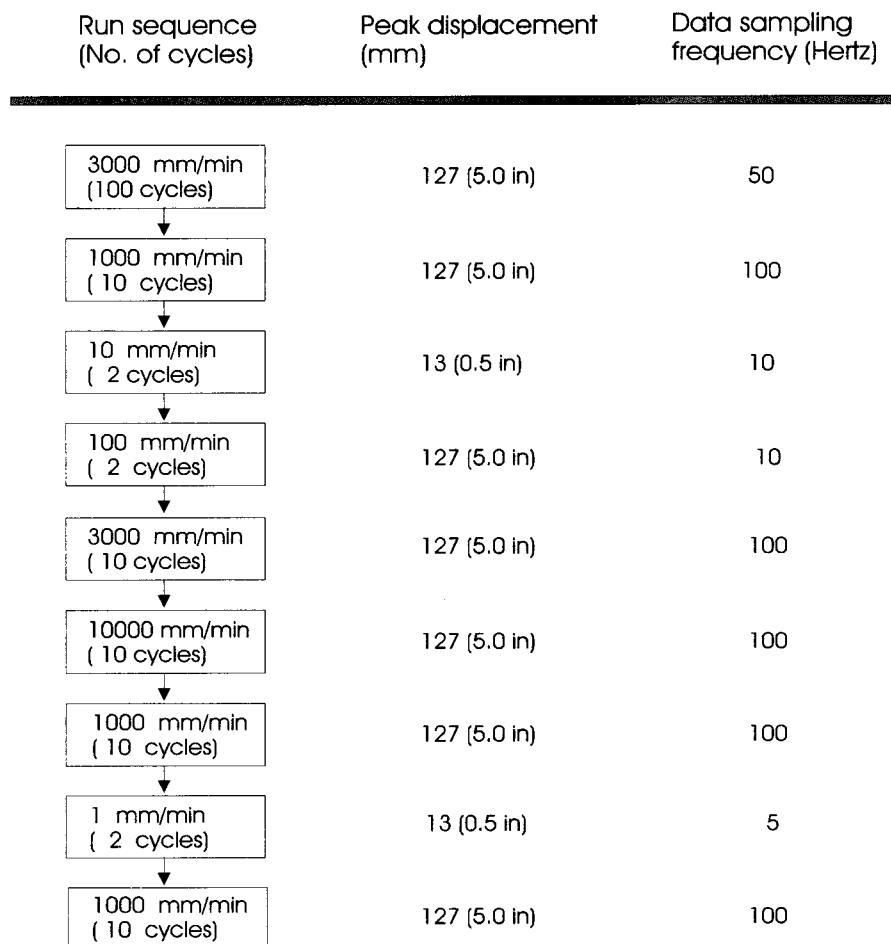 Run sequence Peak displacement Data sampling
(No. of cycles) (mm) frequency (Hertz)
3000 mm/min
(100 cycles) 127 (5.0 in) 50
1000 mm/min
( 10 cycles) 127 (5.0 in) 100
10 mm/min
( 2 cycles) 13 (0.5 in) 10
100 mm/min
( 2 cycles) 127 (5.0 in) 10
3000 mm/min
( 10 cycles) 127 (5.0 in) 100
10000 mm/min
( 10 cycles) 127 (5.0 in) 100
1000 mm/min
( 10 cycles) 127 (5.0 in) 100
1 mm/min
( 2 cycles) 13 (0.5 in) 5
1000 mm/min
( 10 cycles) 127 (5.0 in) 100